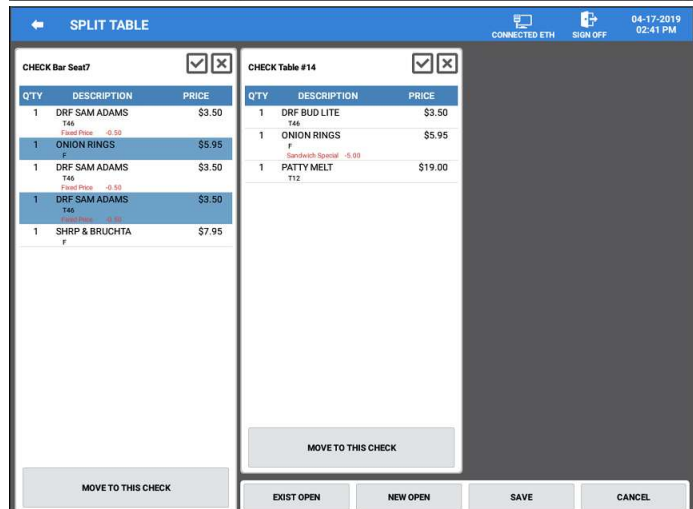 SPLIT TABLE
CONNECTED ETH
SIGN OFF
04-17-2019
02:41 PM
CHECK Bar Seat7
Q'TY DESCRIPTION PRICE
1 DRF SAM ADAMS $3.50
T46
Fixed Price -0.50
1 ONION RINGS $5.95
F
1 DRF SAM ADAMS $3.50
T46
Fixed Price -0.50
1 DRF SAM ADAMS $3.50
T46
Fixed Price -0.50
1 SHRP & BRUCHTA $7.95
F
MOVE TO THIS CHECK
CHECK Table #14
Q'TY DESCRIPTION PRICE
1 DRF BUD LITE $3.50
T46
1 ONION RINGS $5.95
F
Sandwich Special -5.00
1 PATTY MELT $19.00
T12
MOVE TO THIS CHECK
EXIST OPEN NEW OPEN SAVE CANCEL